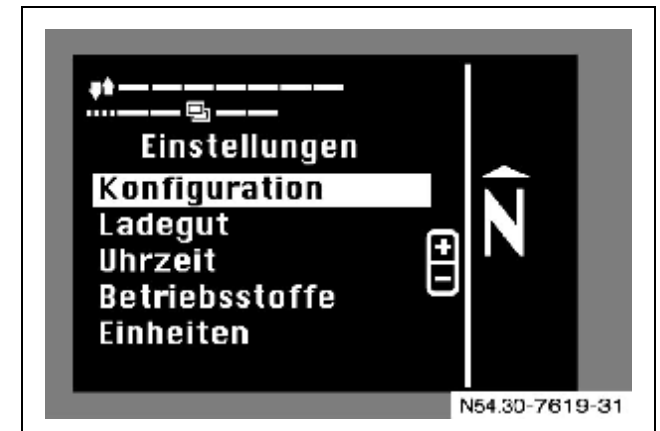 Einstellungen
Konfiguration
Ladegut
Uhrzeit
Betriebsstoffe
Einheiten
N
N54.30-7619-31